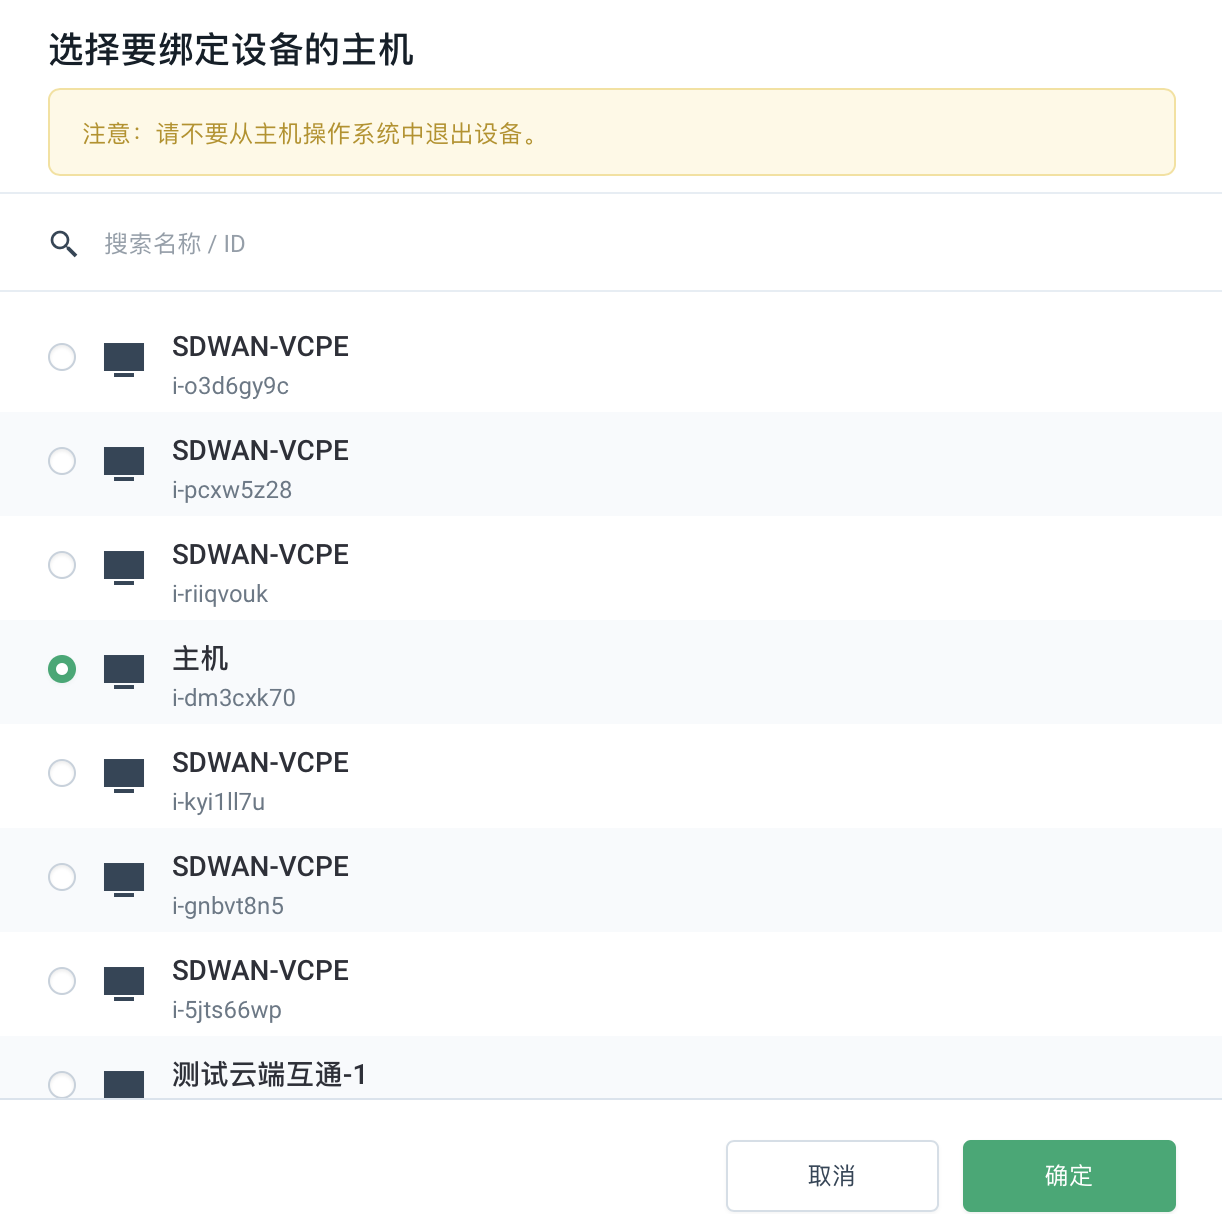 选择要绑定设备的主机
注意：请不要从主机操作系统中退出设备。
搜索名称 / ID
SDWAN-VCPE
i-o3d6gy9c
SDWAN-VCPE
i-pcxw5z28
SDWAN-VCPE
i-riiqvouk
主机
i-dm3cxk70
SDWAN-VCPE
i-kyi1ll7u
SDWAN-VCPE
i-gnbvt8n5
SDWAN-VCPE
i-5jts66wp
测试云端互通-1
取消
确定